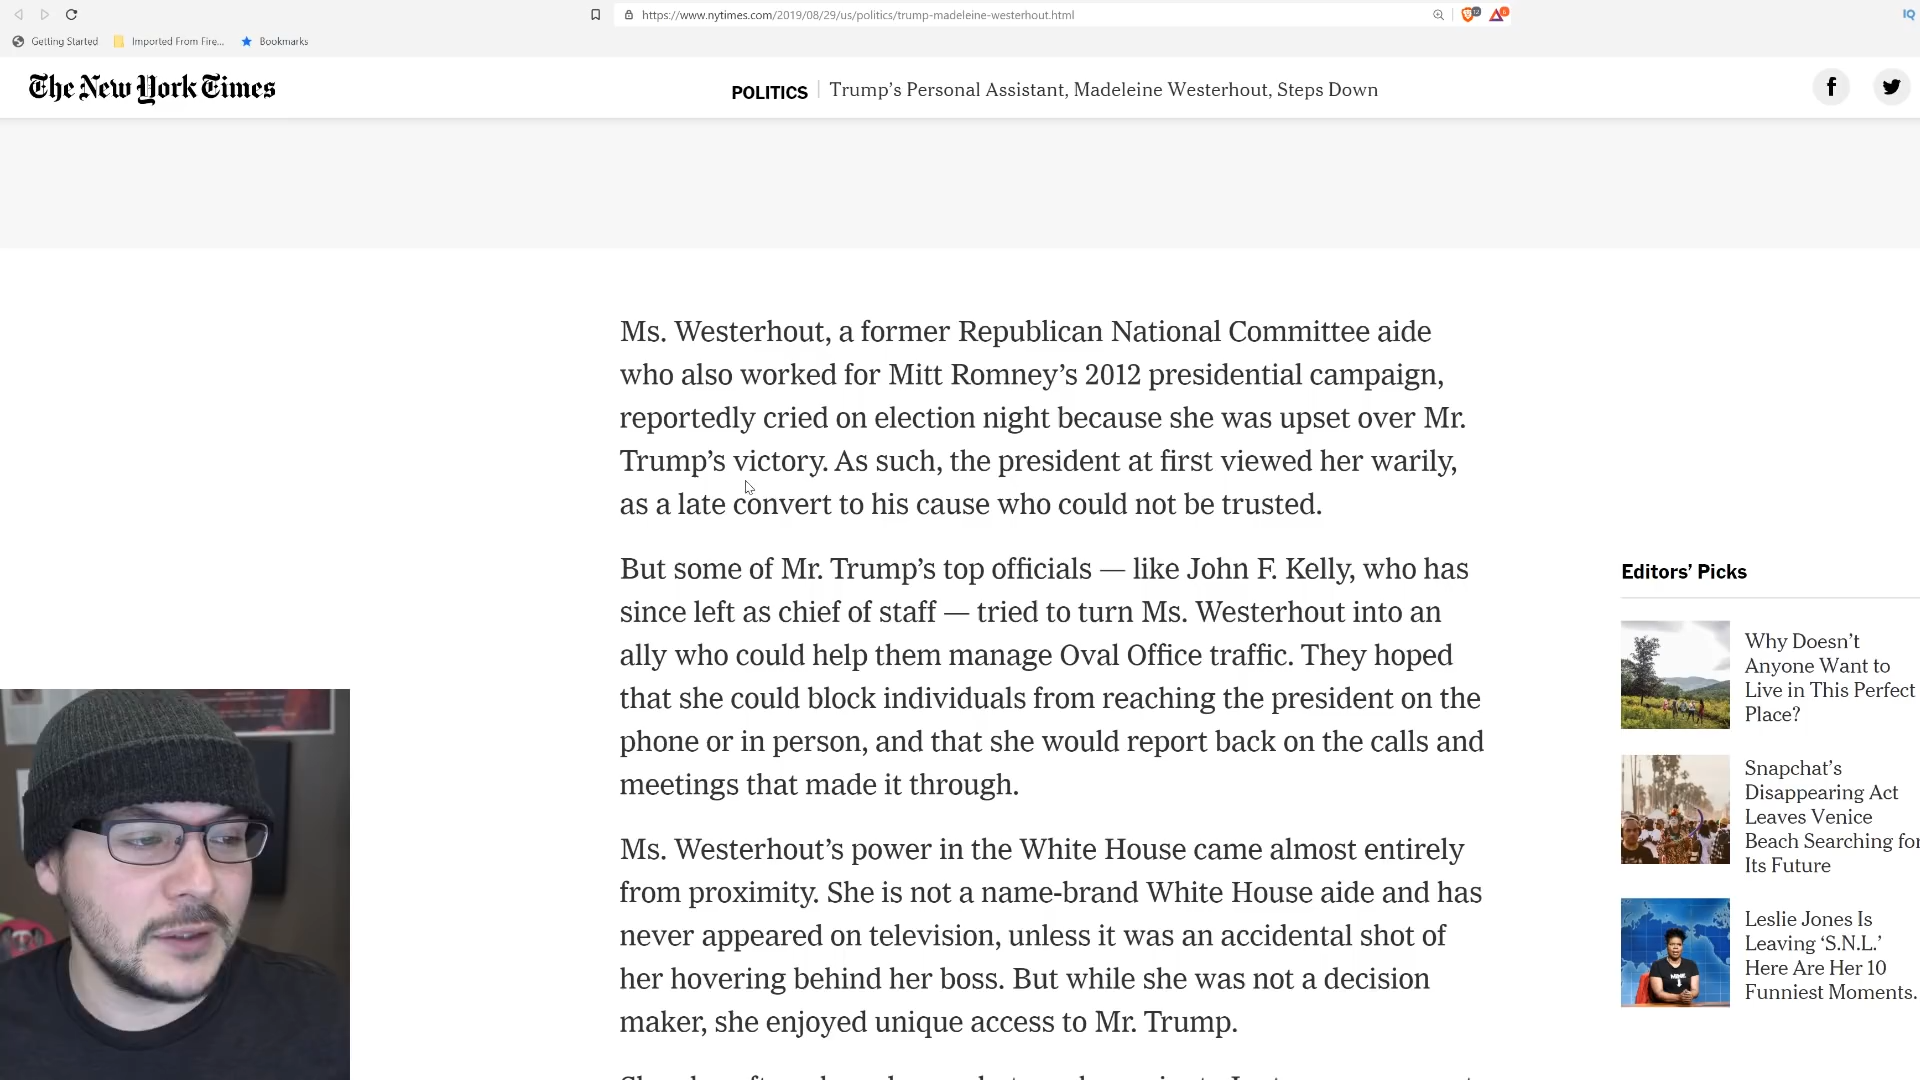 https://www.nytimes.com/2019/08/29/us/politics/trump-madeleine-westerhout.html
IQ
Getting Started
Imported From Fire...
Bookmarks
The New York Times
POLITICS
Trump’s Personal Assistant, Madeleine Westerhout, Steps Down
Ms. Westerhout, a former Republican National Committee aide
who also worked for Mitt Romney’s 2012 presidential campaign,
reportedly cried on election night because she was upset over Mr.
Trump’s victory. As such, the president at first viewed her warily,
as a late convert to his cause who could not be trusted.
But some of Mr. Trump’s top officials — like John F. Kelly, who has
since left as chief of staff — tried to turn Ms. Westerhout into an
ally who could help them manage Oval Office traffic. They hoped
that she could block individuals from reaching the president on the
phone or in person, and that she would report back on the calls and
meetings that made it through.
Ms. Westerhout’s power in the White House came almost entirely
from proximity. She is not a name-brand White House aide and has
never appeared on television, unless it was an accidental shot of
her hovering behind her boss. But while she was not a decision
maker, she enjoyed unique access to Mr. Trump.
Editors’ Picks
Why Doesn’t
Anyone Want to
Live in This Perfect
Place?
Snapchat’s
Disappearing Act
Leaves Venice
Beach Searching for
Its Future
Leslie Jones Is
Leaving ‘S.N.L.’
Here Are Her 10
Funniest Moments.